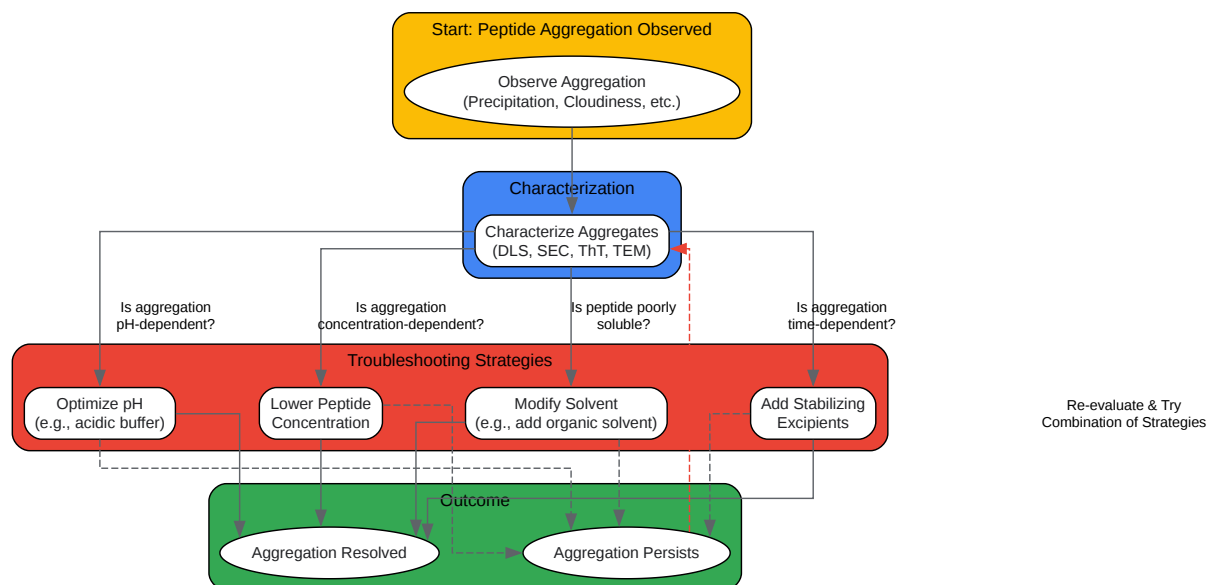 Start: Peptide Aggregation Observed
Observe Aggregation
(Precipitation, Cloudiness, etc.)
Characterization
Characterize Aggregates
(DLS, SEC, ThT, TEM)
Is aggregation
pH-dependent?
Is aggregation
concentration-dependent?
Is peptide poorly
soluble?
Is aggregation
time-dependent?
Troubleshooting Strategies
Optimize pH
(e.g., acidic buffer)
Lower Peptide
Concentration
Modify Solvent
(e.g., add organic solvent)
Add Stabilizing
Excipients
Re-evaluate & Try
Combination of Strategies
Outcome
Aggregation Resolved
Aggregation Persists